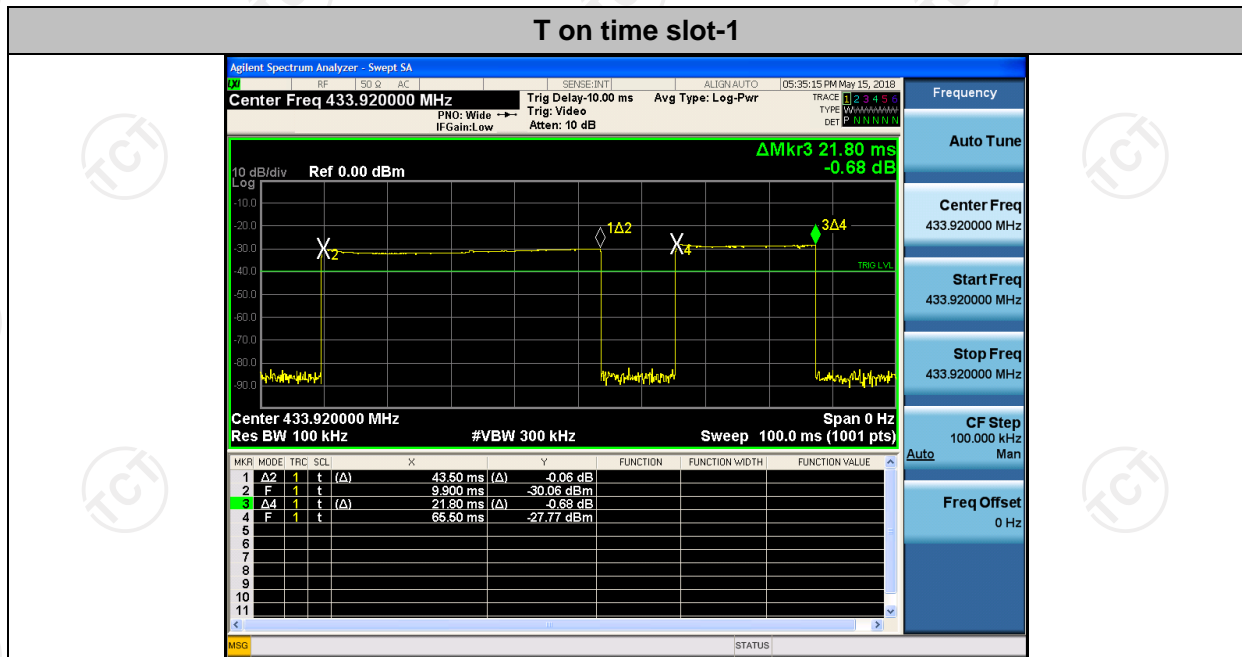 T on time slot-1
Agilent Spectrum Analyzer - Swept SA
LXI RF 50 Ω AC SENSE:INT ALIGN AUTO 05:35:15 PM May 15, 2018
Center Freq 433.920000 MHz
PNO: Wide
IFGain:Low
Trig Delay-10.00 ms
Trig: Video
Atten: 10 dB
Avg Type: Log-Pwr
TRACE 1 2 3 4 5 6
TYPE WWWWWW
DET P N N N N N
ΔMkr3 21.80 ms
-0.68 dB
10 dB/div Ref 0.00 dBm
Log
-10.0
-20.0
-30.0
-40.0
-50.0
-60.0
-70.0
-80.0
-90.0
2
1Δ2
4
3Δ4
TRIG LVL
Center 433.920000 MHz Span 0 Hz
Res BW 100 kHz #VBW 300 kHz Sweep 100.0 ms (1001 pts)
MKR MODE TRC SCL X Y FUNCTION FUNCTION WIDTH FUNCTION VALUE
1 Δ2 1 t (Δ) 43.50 ms (Δ) -0.06 dB
2 F 1 t 9.900 ms -30.06 dBm
3 Δ4 1 t (Δ) 21.80 ms (Δ) -0.68 dB
4 F 1 t 65.50 ms -27.77 dBm
5
6
7
8
9
10
11
MSG STATUS
Frequency
Auto Tune
Center Freq
433.920000 MHz
Start Freq
433.920000 MHz
Stop Freq
433.920000 MHz
CF Step
100.000 kHz
Auto Man
Freq Offset
0 Hz
TCT
TCT
TCT
TCT